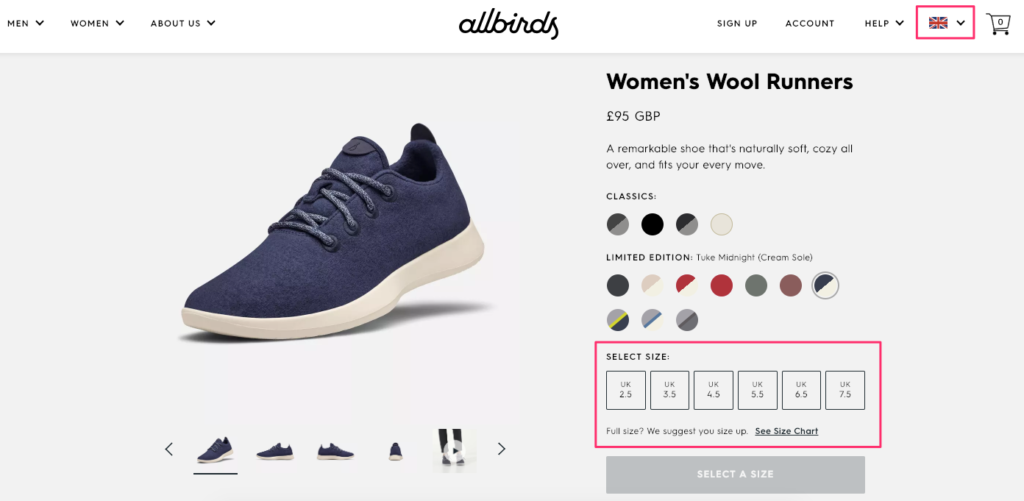 MEN
WOMEN
ABOUT US
allbirds
SIGN UP
ACCOUNT
HELP
0
Women's Wool Runners
£95 GBP
A remarkable shoe that's naturally soft, cozy all
over, and fits your every move.
CLASSICS:
LIMITED EDITION: Tuke Midnight (Cream Sole)
SELECT SIZE:
UK
2.5
UK
3.5
UK
4.5
UK
5.5
UK
6.5
UK
7.5
Full size? We suggest you size up. See Size Chart
SELECT A SIZE